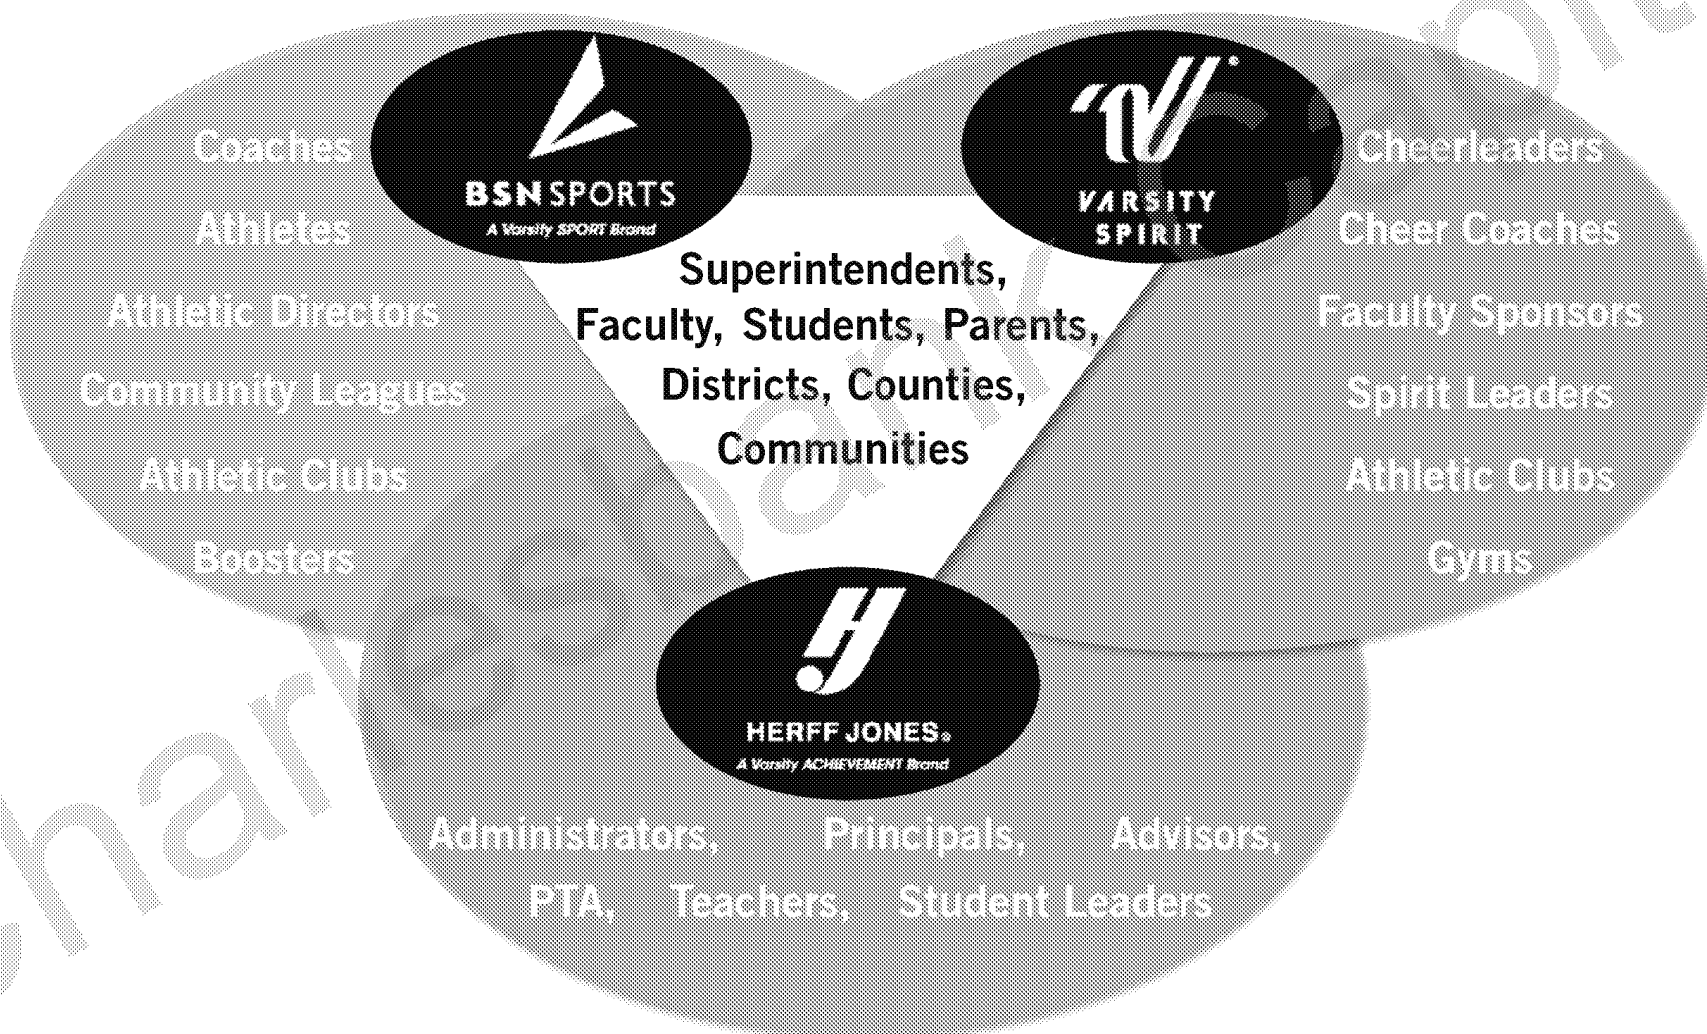 BSN SPORTS
A Varsity SPORT Brand
VARSITY
SPIRIT
Coaches
Athletes
Athletic Directors
Community Leagues
Athletic Clubs
Boosters
Superintendents,
Faculty, Students, Parents,
Districts, Counties,
Communities
Cheerleaders
Cheer Coaches
Faculty Sponsors
Spirit Leaders
Athletic Clubs
Gyms
HERFF JONES®
A Varsity ACHIEVEMENT Brand
Administrators, Principals, Advisors,
PTA, Teachers, Student Leaders